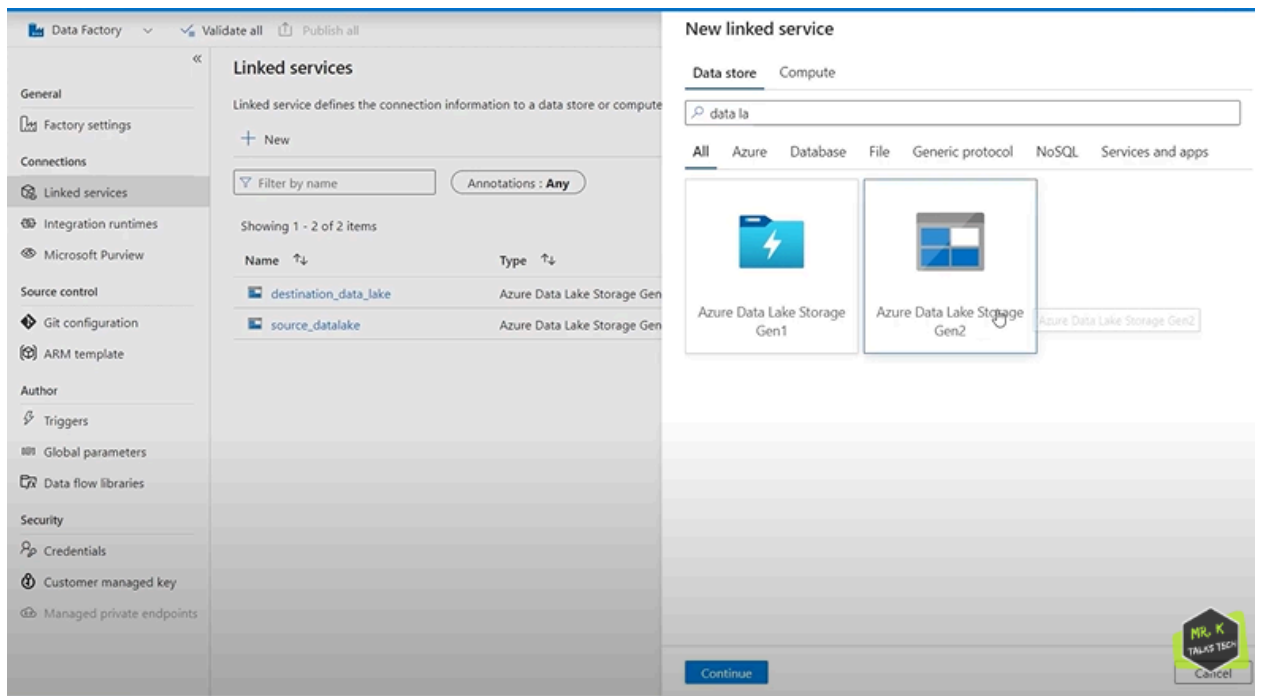 Data Factory
Validate all
Publish all
«
General
Factory settings
Connections
Linked services
Integration runtimes
Microsoft Purview
Source control
Git configuration
ARM template
Author
Triggers
Global parameters
Data flow libraries
Security
Credentials
Customer managed key
Managed private endpoints
Linked services
Linked service defines the connection information to a data store or compute
+ New
Filter by name
Annotations : Any
Showing 1 - 2 of 2 items
Name ↑↓ Type ↑↓
destination_data_lake Azure Data Lake Storage Gen
source_datalake Azure Data Lake Storage Gen
New linked service
Data store Compute
data la
All Azure Database File Generic protocol NoSQL Services and apps
Azure Data Lake Storage
Gen1
Azure Data Lake Storage
Gen2
Azure Data Lake Storage Gen2
Continue
Cancel
MR. K
TALKS TECH